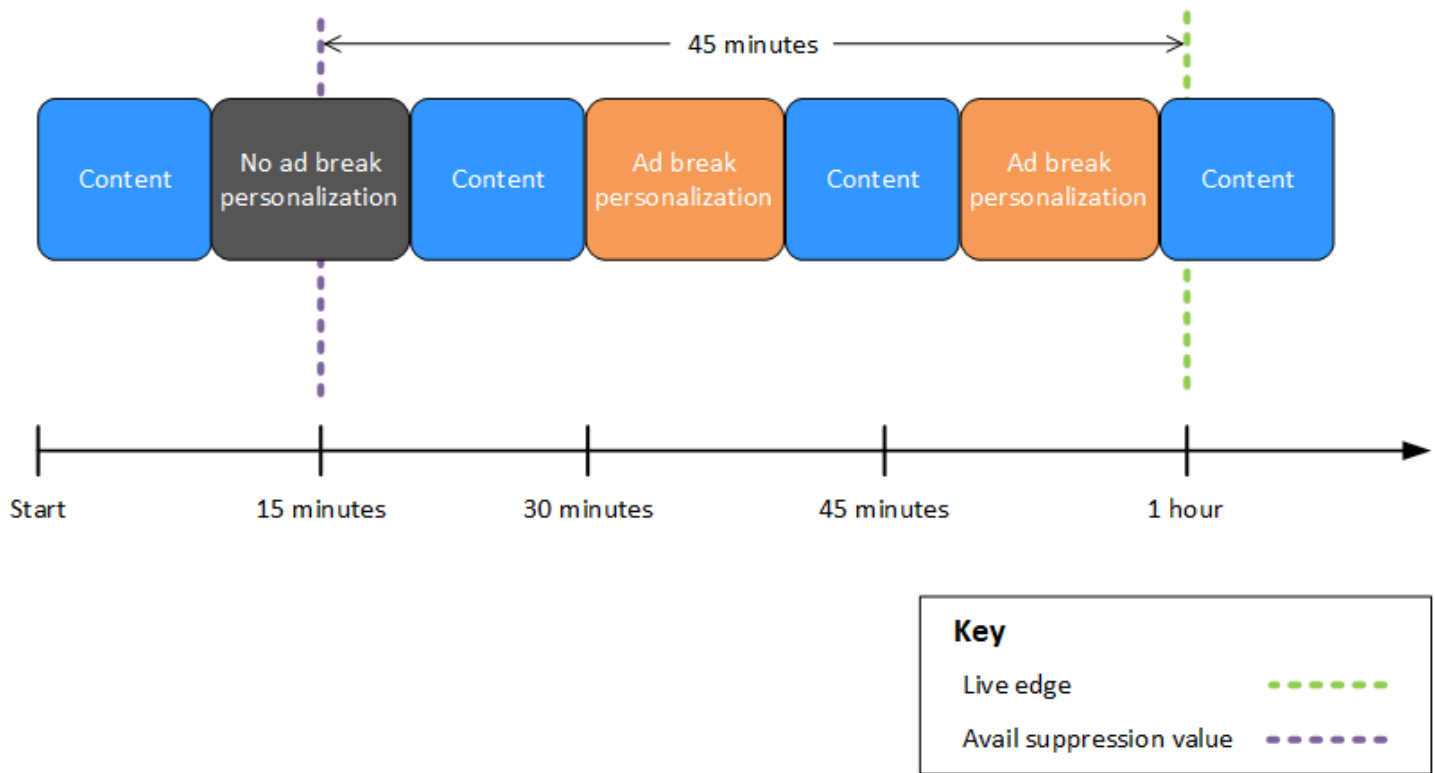 45 minutes
Content
No ad break
personalization
Content
Ad break
personalization
Content
Ad break
personalization
Content
Start
15 minutes
30 minutes
45 minutes
1 hour
Key
Live edge
Avail suppression value